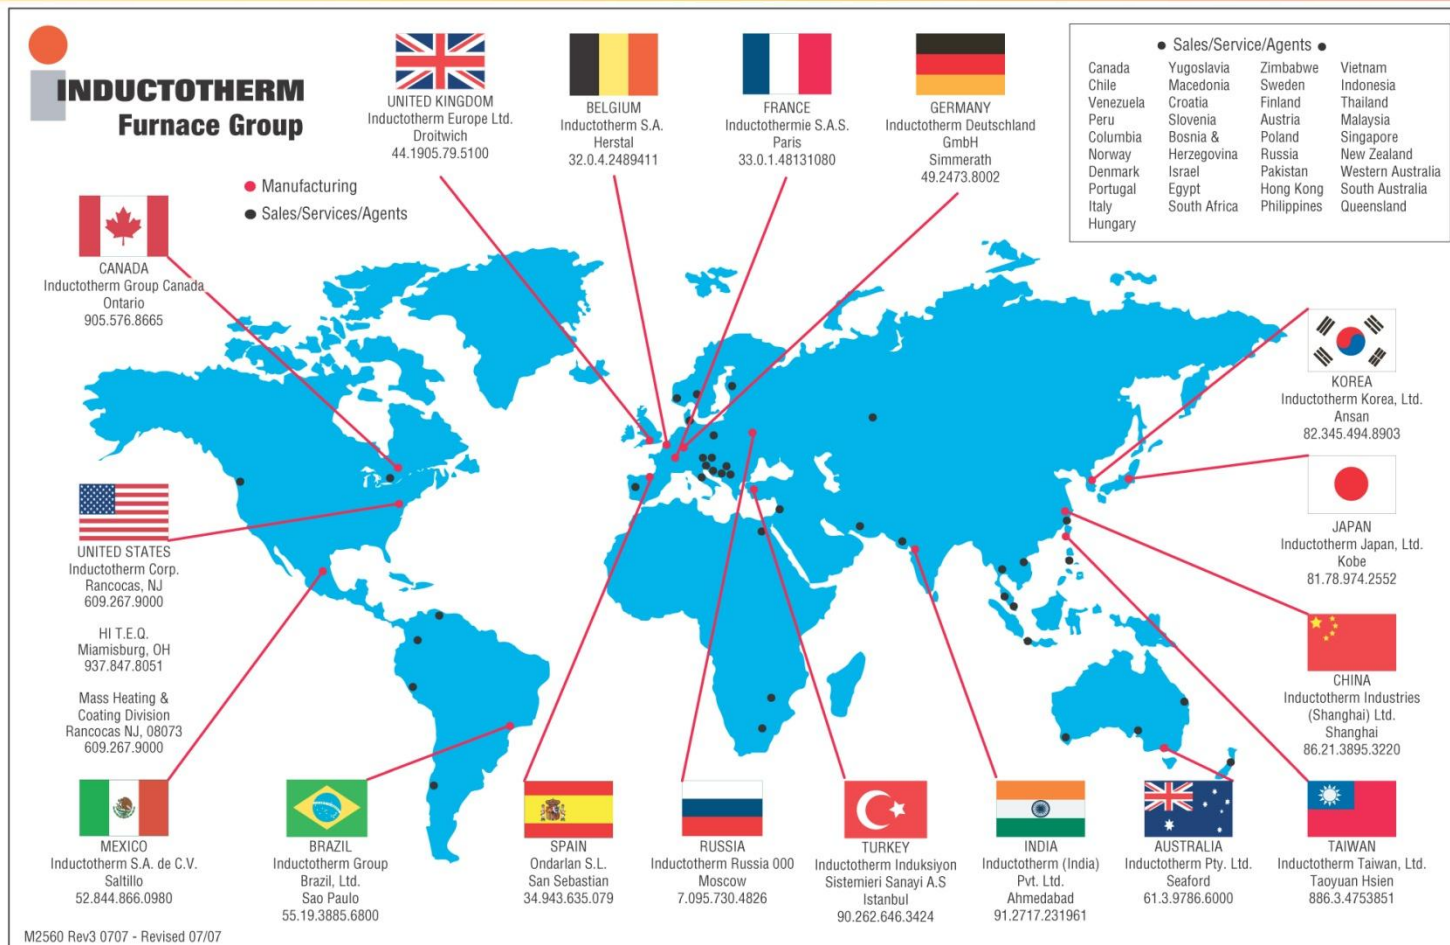 INDUCTOTHERM
Furnace Group
UNITED KINGDOM
Inductotherm Europe Ltd.
Droitwich
44.1905.79.5100
BELGIUM
Inductotherm S.A.
Herstal
32.0.4.2489411
FRANCE
Inductothermie S.A.S.
Paris
33.0.1.48131080
GERMANY
Inductotherm Deutschland
GmbH
Simmerath
49.2473.8002
● Sales/Service/Agents ●
Canada
Chile
Venezuela
Peru
Columbia
Norway
Denmark
Portugal
Italy
Hungary
Yugoslavia
Macedonia
Croatia
Slovenia
Bosnia &
Herzegovina
Israel
Egypt
South Africa
Zimbabwe
Sweden
Finland
Austria
Poland
Russia
Pakistan
Hong Kong
Philippines
Vietnam
Indonesia
Thailand
Malaysia
Singapore
New Zealand
Western Australia
South Australia
Queensland
● Manufacturing
● Sales/Services/Agents
CANADA
Inductotherm Group Canada
Ontario
905.576.8665
UNITED STATES
Inductotherm Corp.
Rancocas, NJ
609.267.9000
HI T.E.Q.
Miamisburg, OH
937.847.8051
Mass Heating &
Coating Division
Rancocas NJ, 08073
609.267.9000
KOREA
Inductotherm Korea, Ltd.
Ansan
82.345.494.8903
JAPAN
Inductotherm Japan, Ltd.
Kobe
81.78.974.2552
CHINA
Inductotherm Industries
(Shanghai) Ltd.
Shanghai
86.21.3895.3220
MEXICO
Inductotherm S.A. de C.V.
Saltillo
52.844.866.0980
BRAZIL
Inductotherm Group
Brazil, Ltd.
Sao Paulo
55.19.3885.6800
SPAIN
Ondarlan S.L.
San Sebastian
34.943.635.079
RUSSIA
Inductotherm Russia 000
Moscow
7.095.730.4826
TURKEY
Inductotherm Induksiyon
Sistemieri Sanayi A.S
Istanbul
90.262.646.3424
INDIA
Inductotherm (India)
Pvt. Ltd.
Ahmedabad
91.2717.231961
AUSTRALIA
Inductotherm Pty. Ltd.
Seaford
61.3.9786.6000
TAIWAN
Inductotherm Taiwan, Ltd.
Taoyuan Hsien
886.3.4753851
M2560 Rev3 0707 - Revised 07/07